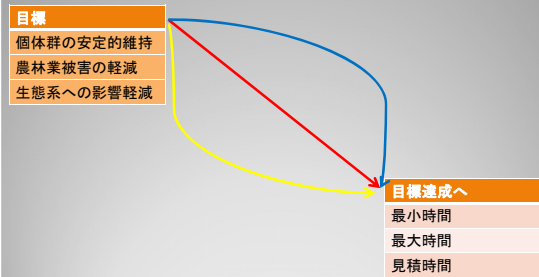 目標
個体群の安定的維持
農林業被害の軽減
生態系への影響軽減
目標達成へ
最小時間
最大時間
見積時間